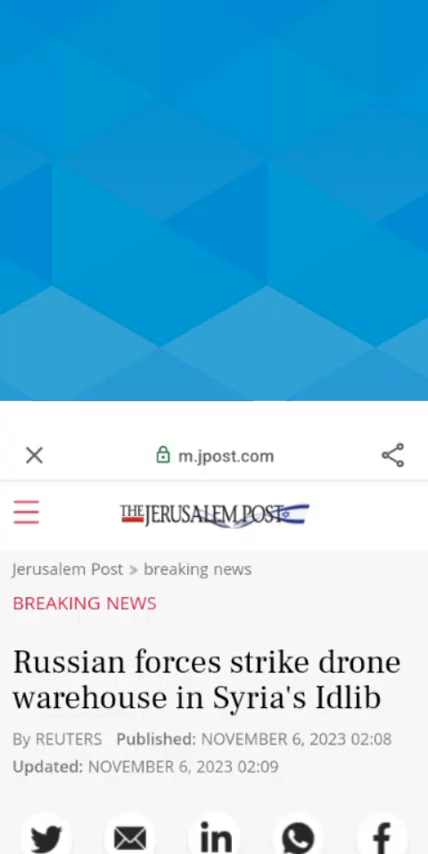 m.jpost.com
THE JERUSALEM POST
Jerusalem Post > breaking news
BREAKING NEWS
Russian forces strike drone
warehouse in Syria's Idlib
By REUTERS Published: NOVEMBER 6, 2023 02:08
Updated: NOVEMBER 6, 2023 02:09